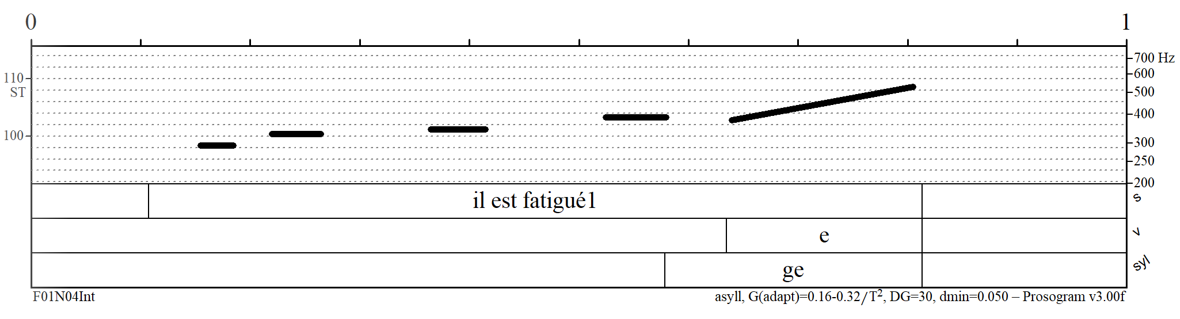 0 1
700 Hz
110 600
ST 500
400
100 300
250
200
il est fatigué1 s
e v
ge syl
F01N04Int asyll, G(adapt)=0.16-0.32/T², DG=30, dmin=0.050 – Prosogram v3.00f